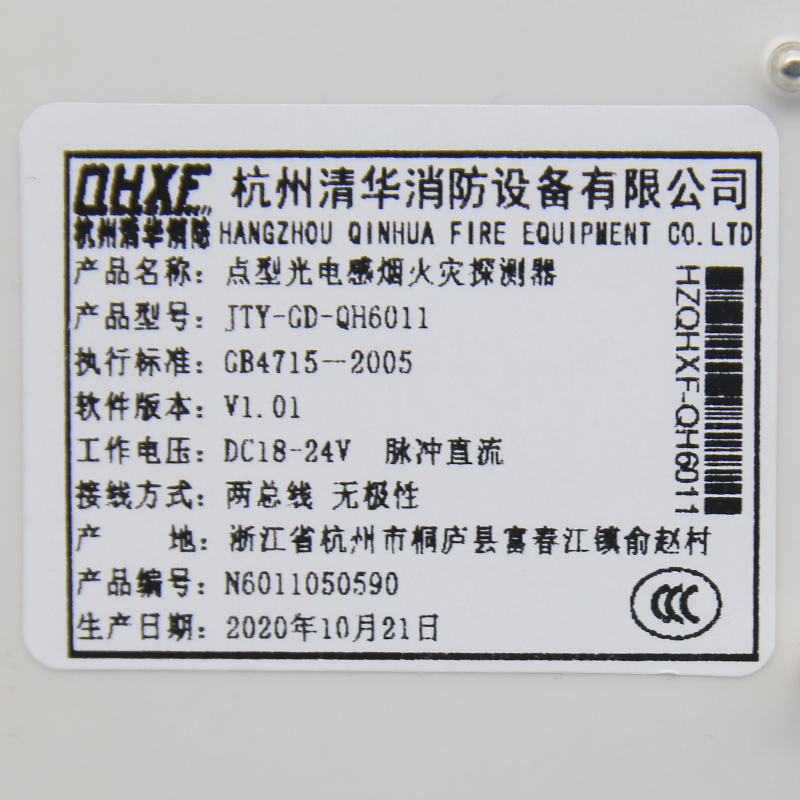 QHXF 杭州清华消防设备有限公司
杭州清华消防 HANGZHOU QINHUA FIRE EQUIPMENT CO.LTD
产品名称：点型光电感烟火灾探测器
产品型号：JTY-GD-QH6011
执行标准：GB4715--2005
软件版本：V1.01
工作电压：DC18-24V 脉冲直流
接线方式：两总线 无极性
产 地：浙江省杭州市桐庐县富春江镇俞赵村
产品编号：N6011050590
生产日期：2020年10月21日
HZQHXF-QH6011
CCC